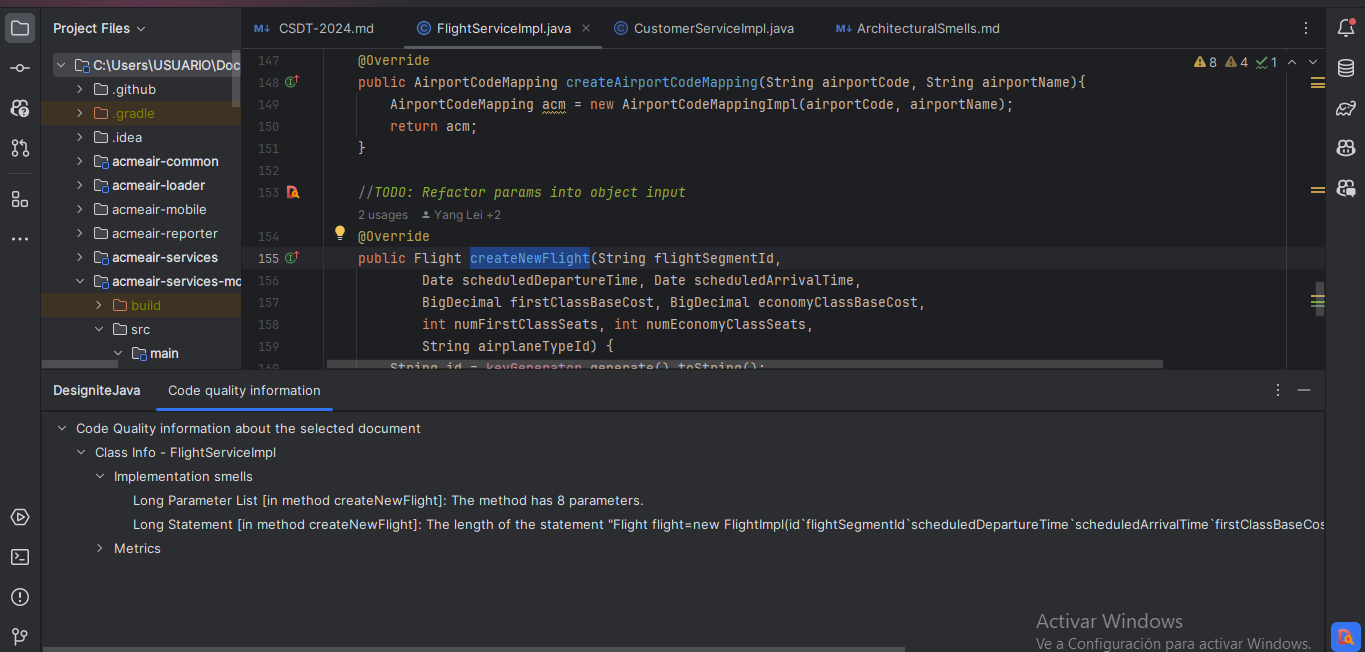 Project Files
CSDT-2024.md
FlightServiceImpl.java
CustomerServiceImpl.java
ArchitecturalSmells.md
C:\Users\USUARIO\Doc
.github
.gradle
.idea
acmeair-common
acmeair-loader
acmeair-mobile
acmeair-reporter
acmeair-services
acmeair-services-mo
build
src
main
8 4 1
147 @Override
148 public AirportCodeMapping createAirportCodeMapping(String airportCode, String airportName){
149 AirportCodeMapping acm = new AirportCodeMappingImpl(airportCode, airportName);
150 return acm;
151 }
152
153 //TODO: Refactor params into object input
2 usages Yang Lei +2
154 @Override
155 public Flight createNewFlight(String flightSegmentId,
156 Date scheduledDepartureTime, Date scheduledArrivalTime,
157 BigDecimal firstClassBaseCost, BigDecimal economyClassBaseCost,
158 int numFirstClassSeats, int numEconomyClassSeats,
159 String airplaneTypeId) {
160 String id = keyGenerator.generate().toString();
DesigniteJava
Code quality information
Code Quality information about the selected document
Class Info - FlightServiceImpl
Implementation smells
Long Parameter List [in method createNewFlight]: The method has 8 parameters.
Long Statement [in method createNewFlight]: The length of the statement "Flight flight=new FlightImpl(id`flightSegmentId`scheduledDepartureTime`scheduledArrivalTime`firstClassBaseCos
Metrics
Activar Windows
Ve a Configuración para activar Windows.